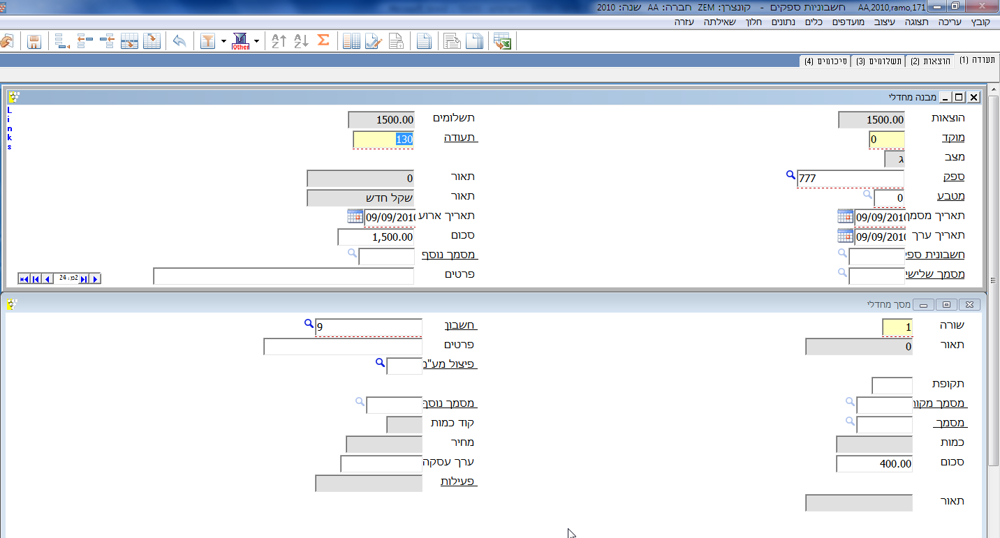 AA,2010,ramo,171 חשבוניות ספקים - קונצרן: ZEM חברה: AA שנה: 2010
קובץ עריכה תצוגה עיצוב מועדפים כלים נתונים חלון שאילתה עזרה
Other
תעודה (1) הוצאות (2) תשלומים (3) סיכומים (4)
מבנה מחדלי
Links
הוצאות 1500.00 תשלומים 1500.00
מוקד 0 תעודה 130
מצב ג
ספק 777 תאור 0
מטבע 0 תאור שקל חדש
תאריך מסמך 09/09/2010 תאריך ארוע 09/09/2010
תאריך ערך 09/09/2010 סכום 1,500.00
חשבונית ספק מסמך נוסף
מסמך שלישי פרטים
2מ: 24
מסך מחדלי
שורה 1 חשבון 9
תאור 0 פרטים
פיצול מע"מ
תקופת
מסמך מקור מסמך נוסף
מסמך קוד כמות
כמות מחיר
סכום 400.00 ערך עסקה
פעילות
תאור